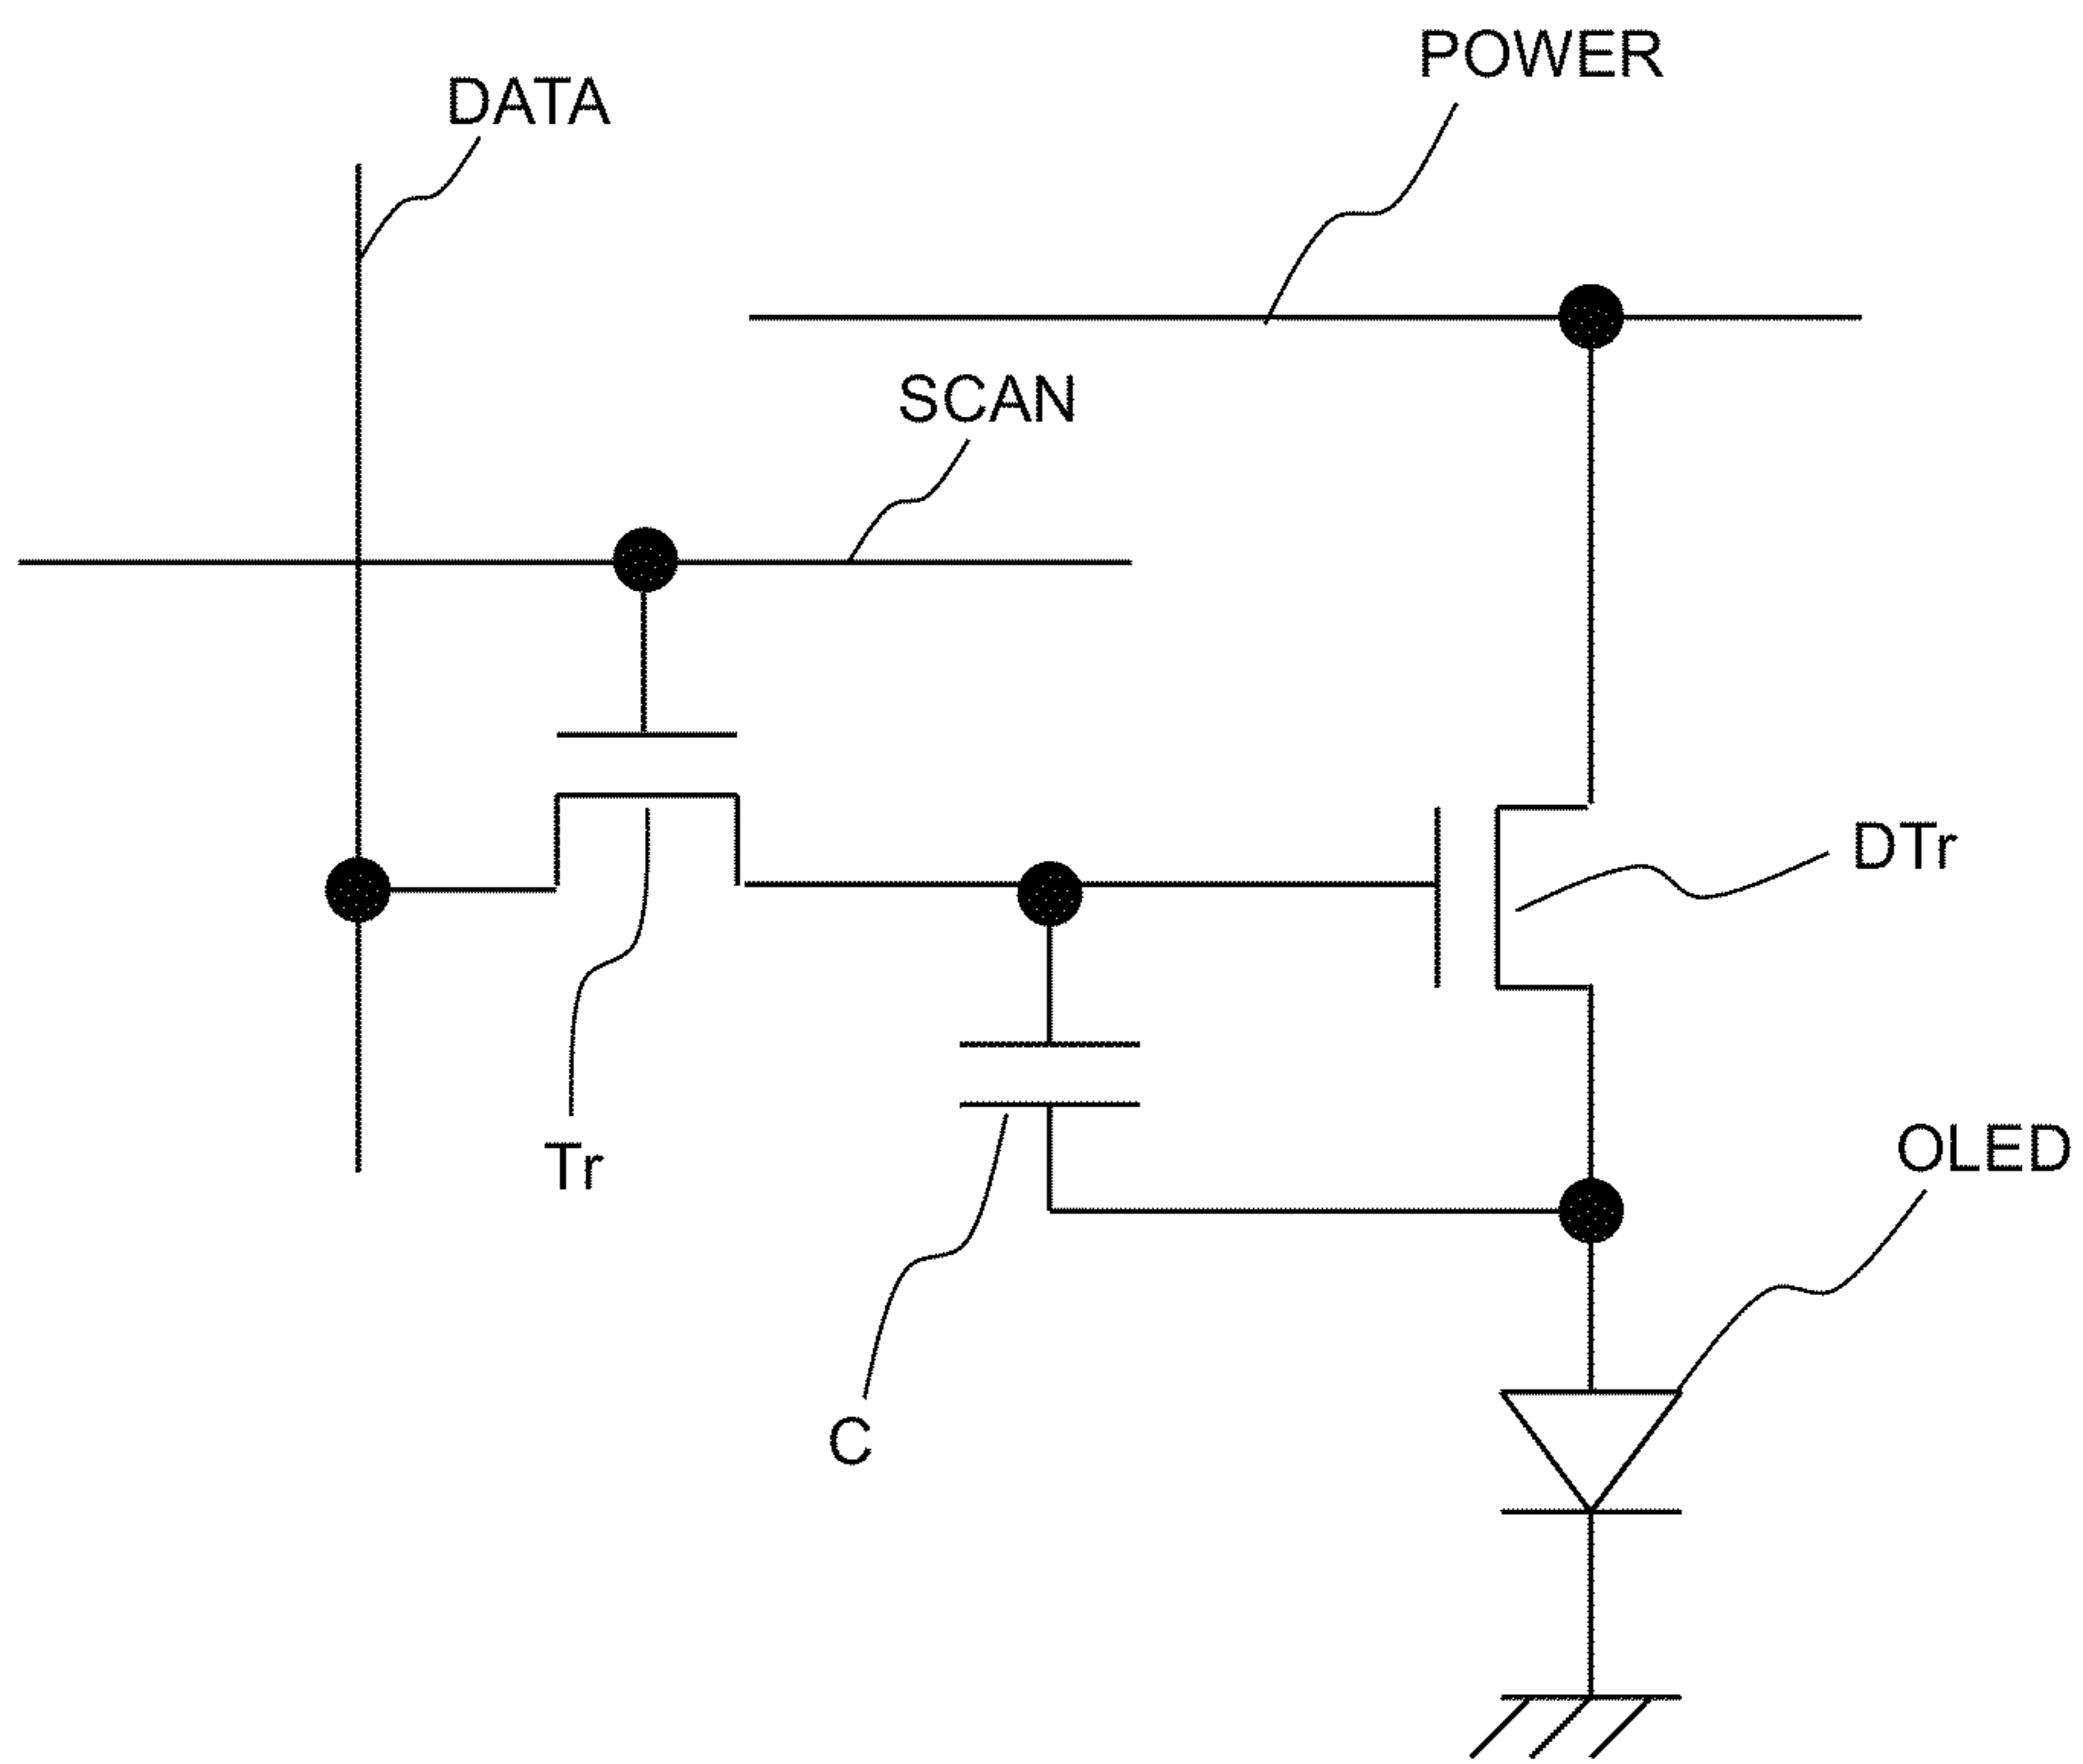 POWER
DATA
SCAN
DTr
OLED
Tr
C